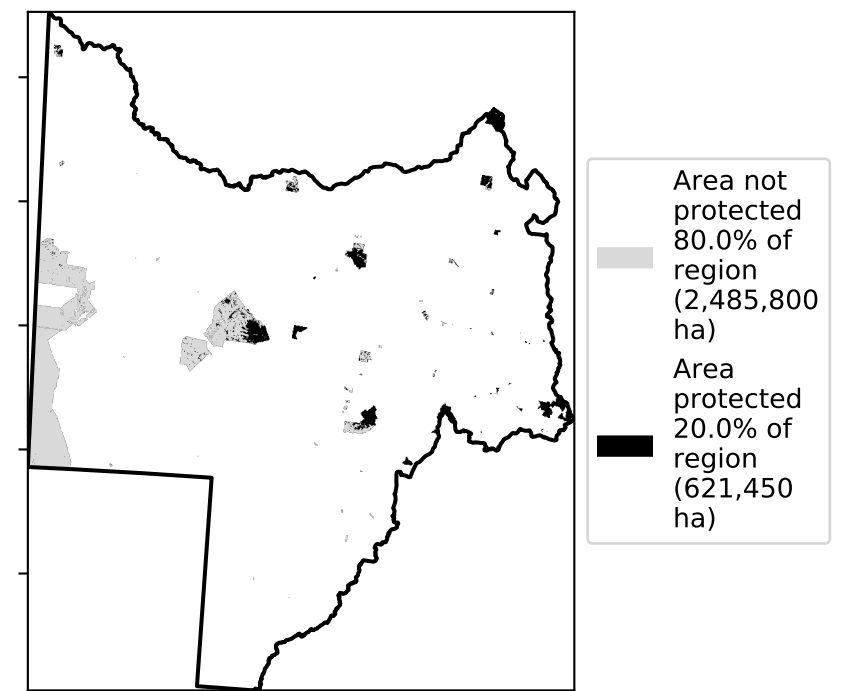 Area not
protected
80.0% of
region
(2,485,800
ha)
Area
protected
20.0% of
region
(621,450
ha)